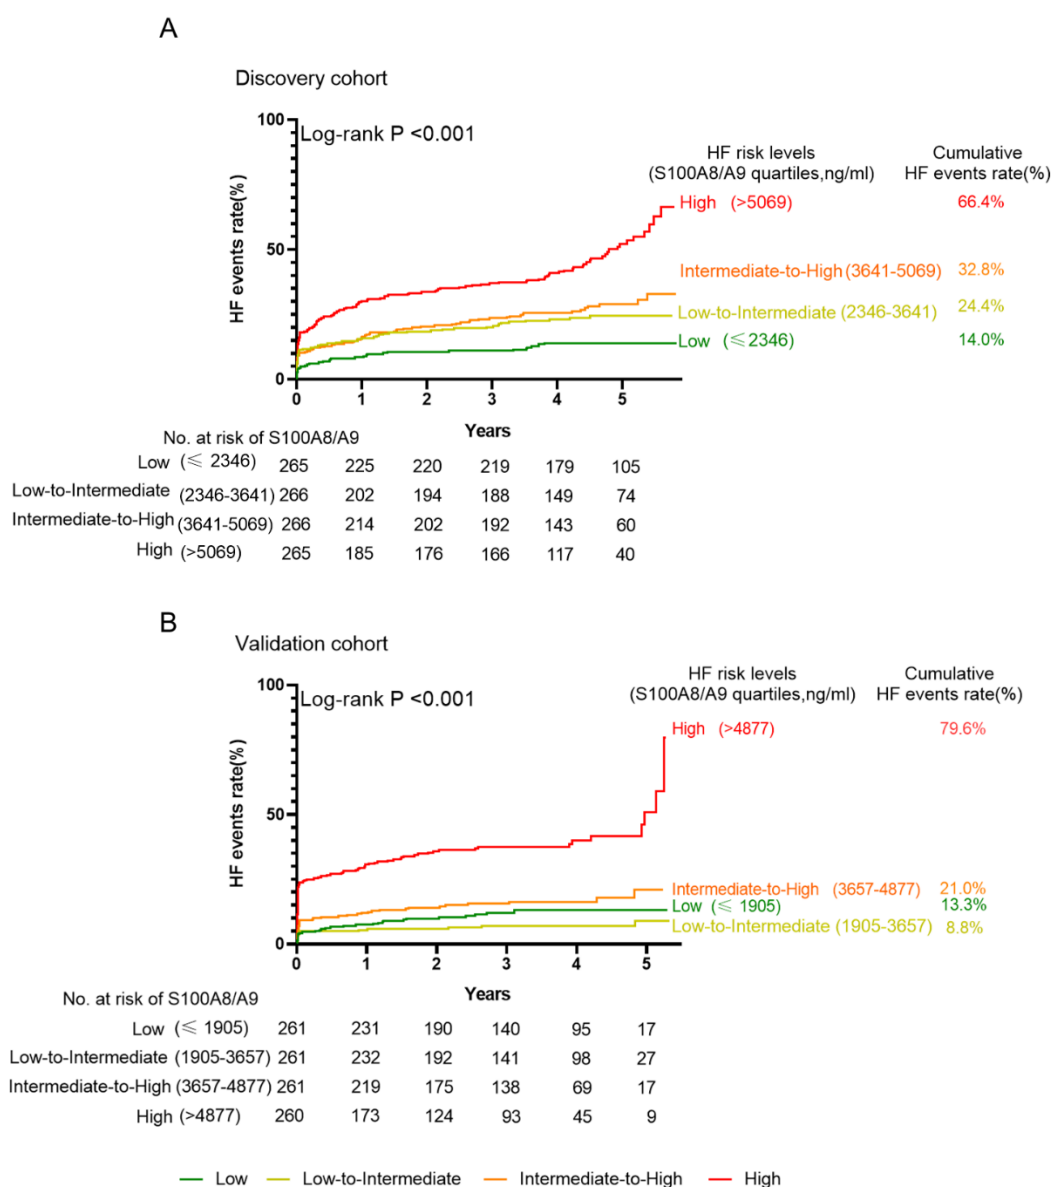 A
Discovery cohort
Log-rank P <0.001
HF risk levels
(S100A8/A9 quartiles,ng/ml)
Cumulative
HF events rate(%)
100
50
0
HF events rate(%)
High (>5069) 66.4%
Intermediate-to-High (3641-5069) 32.8%
Low-to-Intermediate (2346-3641) 24.4%
Low (≤ 2346) 14.0%
0 1 2 3 4 5
Years
No. at risk of S100A8/A9
Low (≤ 2346) 265 225 220 219 179 105
Low-to-Intermediate (2346-3641) 266 202 194 188 149 74
Intermediate-to-High (3641-5069) 266 214 202 192 143 60
High (>5069) 265 185 176 166 117 40
B
Validation cohort
Log-rank P <0.001
HF risk levels
(S100A8/A9 quartiles,ng/ml)
Cumulative
HF events rate(%)
100
50
0
HF events rate(%)
High (>4877) 79.6%
Intermediate-to-High (3657-4877) 21.0%
Low (≤ 1905) 13.3%
Low-to-Intermediate (1905-3657) 8.8%
0 1 2 3 4 5
Years
No. at risk of S100A8/A9
Low (≤ 1905) 261 231 190 140 95 17
Low-to-Intermediate (1905-3657) 261 232 192 141 98 27
Intermediate-to-High (3657-4877) 261 219 175 138 69 17
High (>4877) 260 173 124 93 45 9
Low Low-to-Intermediate Intermediate-to-High High